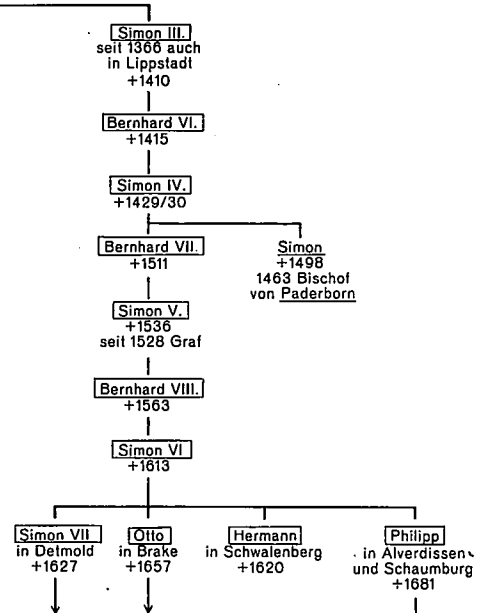 Simon III.
seit 1366 auch
in Lippstadt
+1410
Bernhard VI.
+1415
Simon IV.
+1429/30
Bernhard VII.
+1511
Simon
+1498
1463 Bischof
von Paderborn
Simon V.
+1536
seit 1528 Graf
Bernhard VIII.
+1563
Simon VI
+1613
Simon VII
in Detmold
+1627
Otto
in Brake
+1657
Hermann
in Schwalenberg
+1620
Philipp
in Alverdissen
und Schaumburg
+1681